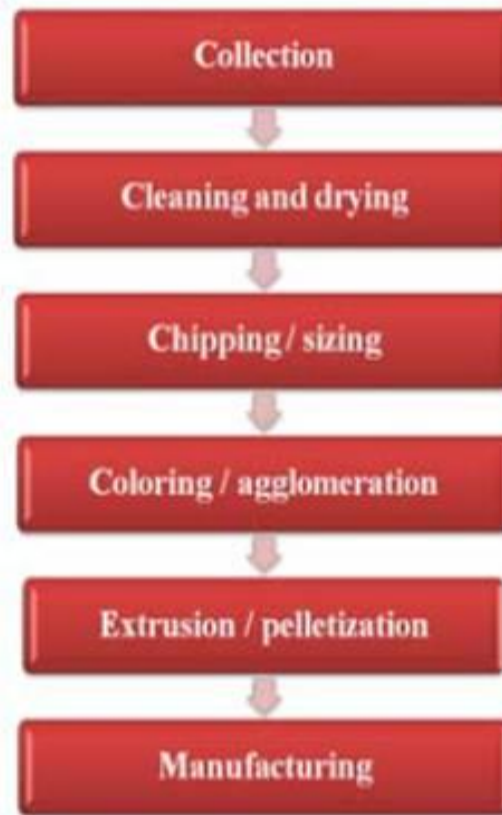 Collection
Cleaning and drying
Chipping / sizing
Coloring / agglomeration
Extrusion / pelletization
Manufacturing